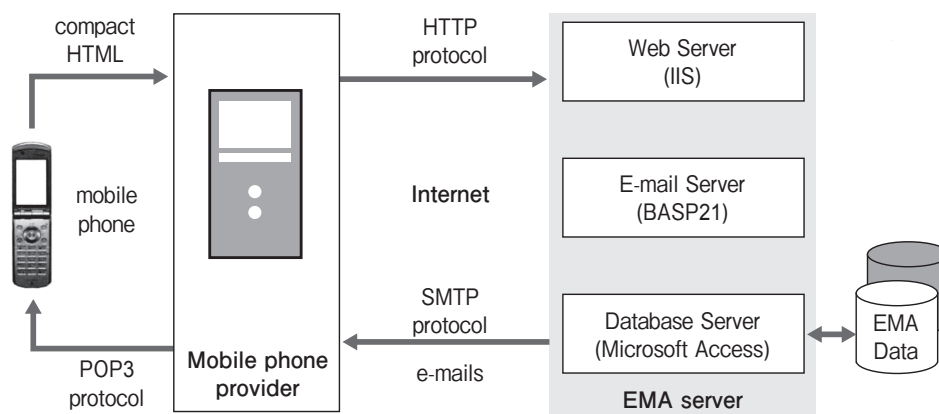 compact
HTML
mobile
phone
POP3
protocol
Mobile phone
provider
HTTP
protocol
Internet
SMTP
protocol
e-mails
Web Server
(IIS)
E-mail Server
(BASP21)
Database Server
(Microsoft Access)
EMA server
EMA
Data